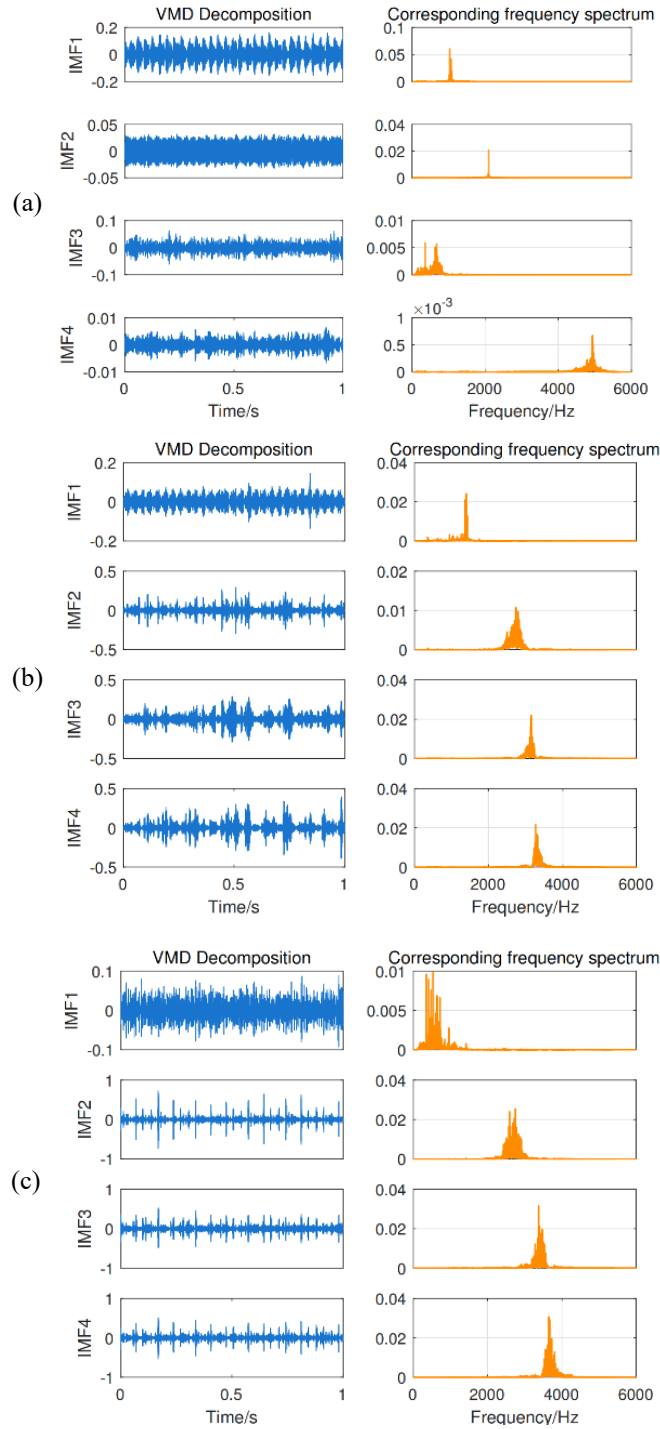 VMD Decomposition
Corresponding frequency spectrum
IMF1
0.2
0
-0.2
0.1
0.05
0
IMF2
0.05
0
-0.05
0.04
0.02
0
(a)
IMF3
0.1
0
-0.1
0.01
0.005
0
IMF4
0.01
0
-0.01
×10⁻³
1
0.5
0
0 0.5 1
0 2000 4000 6000
Time/s
Frequency/Hz
VMD Decomposition
Corresponding frequency spectrum
IMF1
0.2
0
-0.2
0.04
0.02
0
IMF2
0.5
0
-0.5
0.02
0.01
0
(b)
IMF3
0.5
0
-0.5
0.04
0.02
0
IMF4
0.5
0
-0.5
0.04
0.02
0
0 0.5 1
0 2000 4000 6000
Time/s
Frequency/Hz
VMD Decomposition
Corresponding frequency spectrum
IMF1
0.1
0
-0.1
0.01
0.005
0
IMF2
1
0
-1
0.04
0.02
0
(c)
IMF3
1
0
-1
0.04
0.02
0
IMF4
1
0
-1
0.04
0.02
0
0 0.5 1
0 2000 4000 6000
Time/s
Frequency/Hz